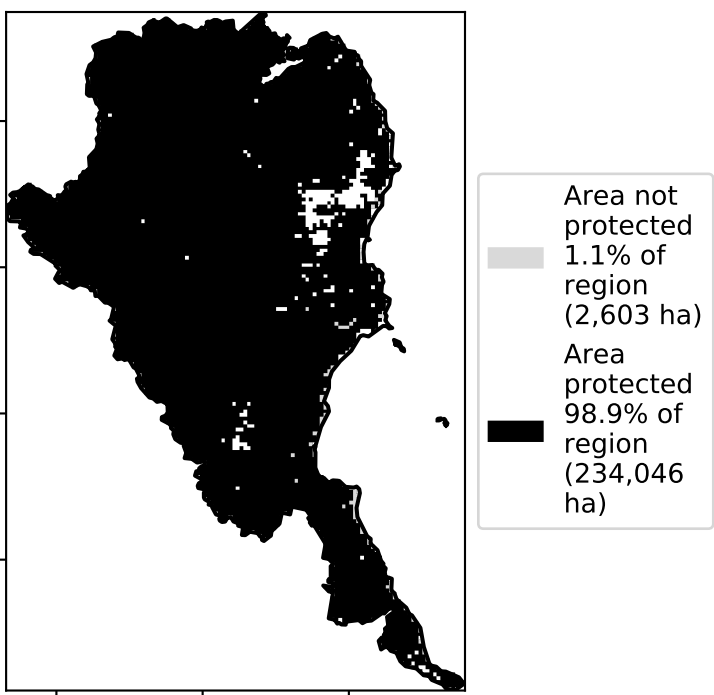 Area not
protected
1.1% of
region
(2,603 ha)
Area
protected
98.9% of
region
(234,046
ha)